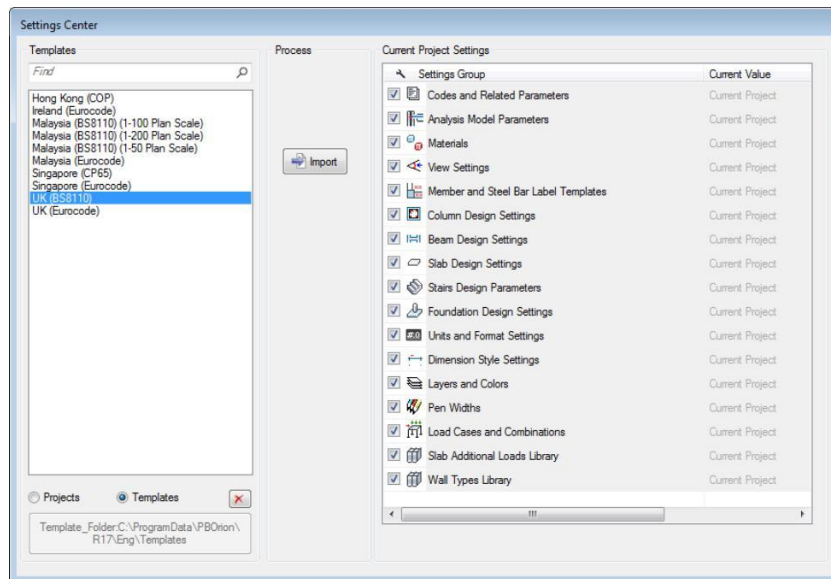 Settings Center
Templates
Find
Hong Kong (COP)
Ireland (Eurocode)
Malaysia (BS8110) (1-100 Plan Scale)
Malaysia (BS8110) (1-200 Plan Scale)
Malaysia (BS8110) (1-50 Plan Scale)
Malaysia (Eurocode)
Singapore (CP65)
Singapore (Eurocode)
UK (BS8110)
UK (Eurocode)
Projects
Templates
Template_Folder:C:\ProgramData\PBOrion\
R17\Eng\Templates
Process
Import
Current Project Settings
Settings Group Current Value
Codes and Related Parameters Current Project
Analysis Model Parameters Current Project
Materials Current Project
View Settings Current Project
Member and Steel Bar Label Templates Current Project
Column Design Settings Current Project
Beam Design Settings Current Project
Slab Design Settings Current Project
Stairs Design Parameters Current Project
Foundation Design Settings Current Project
Units and Format Settings Current Project
Dimension Style Settings Current Project
Layers and Colors Current Project
Pen Widths Current Project
Load Cases and Combinations Current Project
Slab Additional Loads Library Current Project
Wall Types Library Current Project